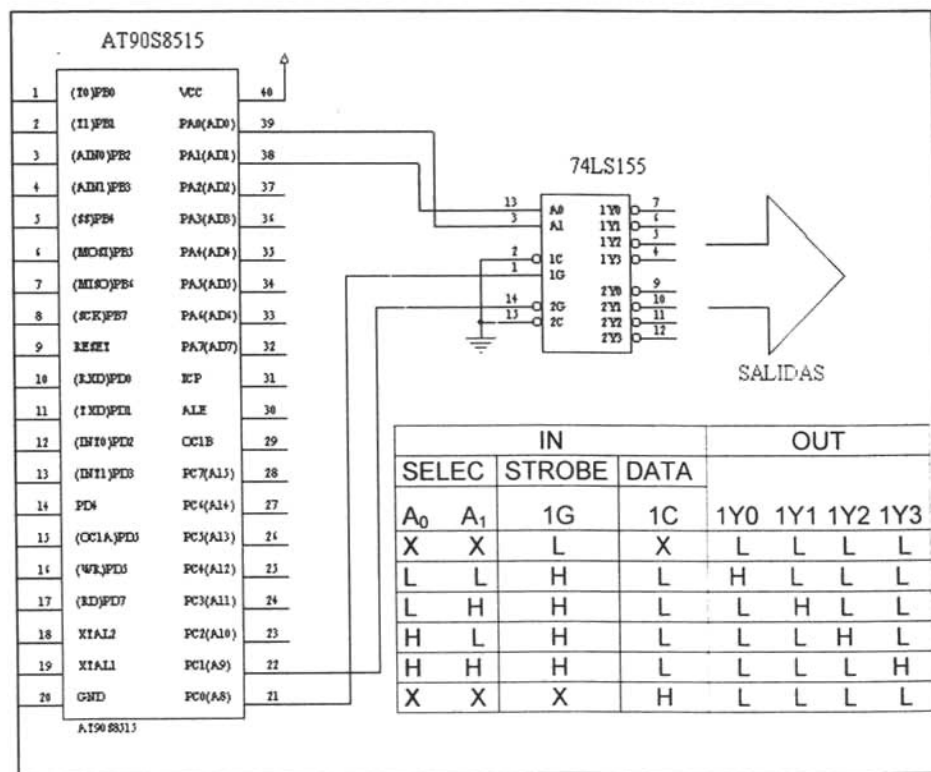 AT90S8515
1 (T0)PB0 VCC 40
2 (T1)PB1 PA0(AD0) 39
3 (AIN0)PB2 PA1(AD1) 38
4 (AIN1)PB3 PA2(AD2) 37
5 (SS)PB4 PA3(AD3) 36
6 (MOSI)PB5 PA4(AD4) 35
7 (MISO)PB6 PA5(AD5) 34
8 (SCK)PB7 PA6(AD6) 33
9 RESET PA7(AD7) 32
10 (RXD)PD0 ICP 31
11 (TXD)PD1 ALE 30
12 (INT0)PD2 OC1B 29
13 (INT1)PD3 PC7(A15) 28
14 PD4 PC6(A14) 27
15 (OC1A)PD5 PC5(A13) 26
16 (WR)PD5 PC4(A12) 25
17 (RD)PD7 PC3(A11) 24
18 XTAL2 PC2(A10) 23
19 XTAL1 PC1(A9) 22
20 GND PC0(A8) 21
AT90S8515
74LS155
13 A0 1Y0 7
3 A1 1Y1 6
1Y2 5
2 1C 1Y3 4
1 1G
2Y0 9
14 2G 2Y1 10
15 2C 2Y2 11
2Y3 12
SALIDAS
IN OUT
SELEC STROBE DATA
A₀ A₁ 1G 1C 1Y0 1Y1 1Y2 1Y3
X X L X L L L L
L L H L H L L L
L H H L L H L L
H L H L L L H L
H H H L L L L H
X X X H L L L L